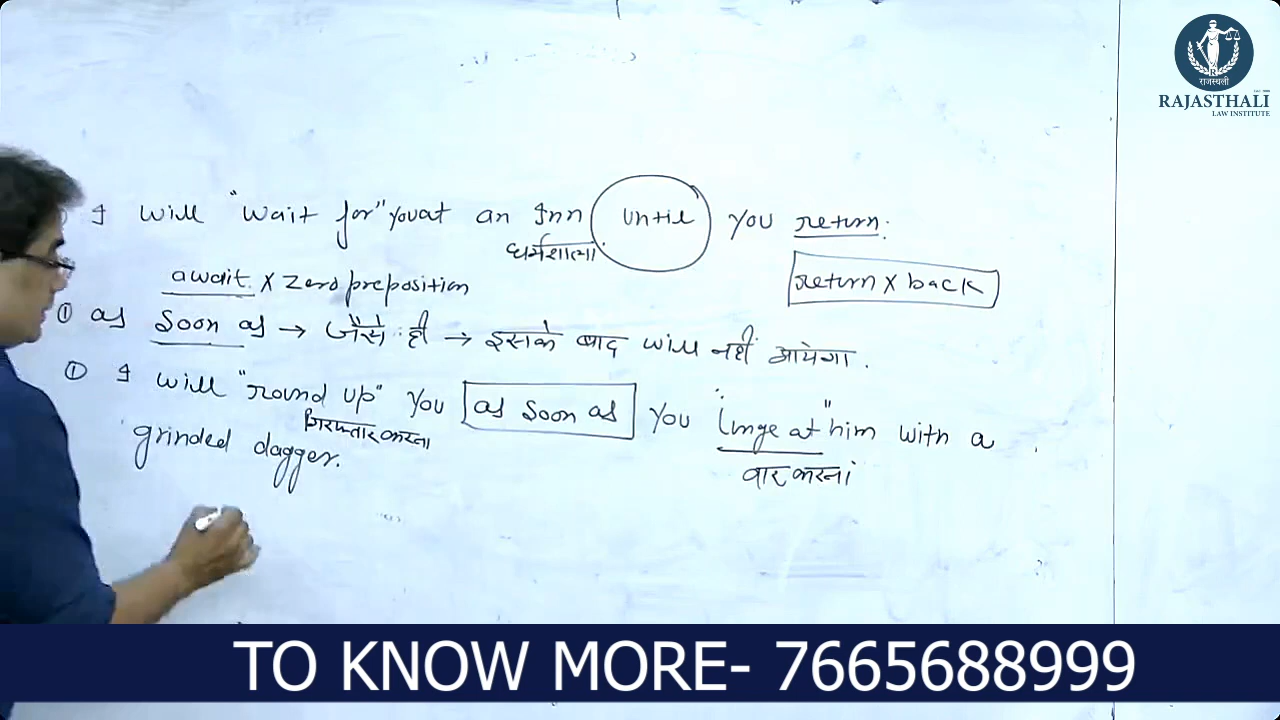 राजस्थली
RAJASTHALI
LAW INSTITUTE
I will "wait for" you at an Inn until you return.
धर्मशाला
await x zero preposition
return x back
① as soon as → जैसे ही → इसके बाद will नहीं आयेगा.
① I will "round up" you as soon as you lunge at" him with a
गिरफ्तार करना
वार करना
grinded dagger.
TO KNOW MORE- 7665688999